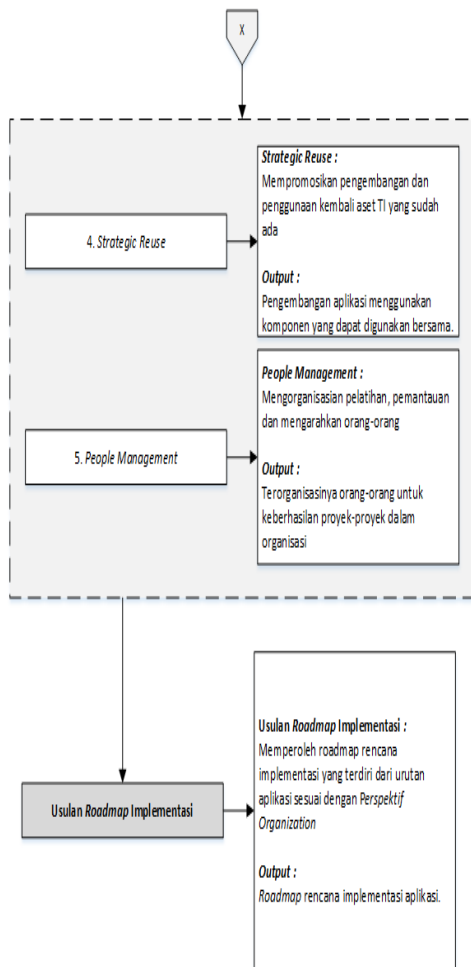 X
4. Strategic Reuse
Strategic Reuse :
Mempromosikan pengembangan dan
penggunaan kembali aset TI yang sudah
ada
Output :
Pengembangan aplikasi menggunakan
komponen yang dapat digunakan bersama.
5. People Management
People Management :
Mengorganisasian pelatihan, pemantauan
dan mengarahkan orang-orang
Output :
Terorganisasinya orang-orang untuk
keberhasilan proyek-proyek dalam
organisasi
Usulan Roadmap Implementasi
Usulan Roadmap Implementasi :
Memperoleh roadmap rencana
implementasi yang terdiri dari urutan
aplikasi sesuai dengan Perspektif
Organization
Output :
Roadmap rencana implementasi aplikasi.